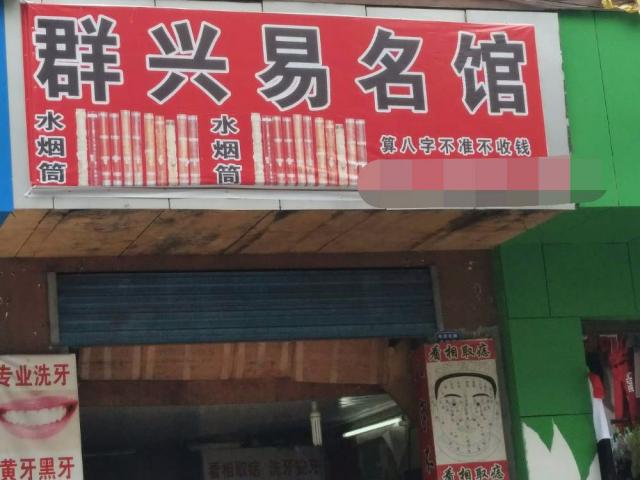 群兴易名馆
水烟筒
水烟筒
算八字不准不收钱
专业洗牙
黄牙黑牙
看相取痣
看相取痣
看相取痣 洗牙